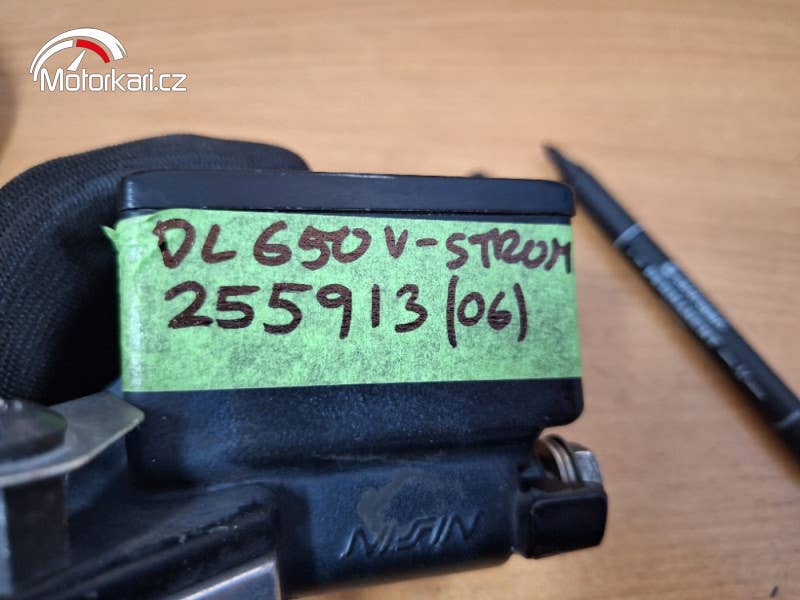 Motorkari.cz
DL 650 V-STROM
255913 (06)
NISSIN